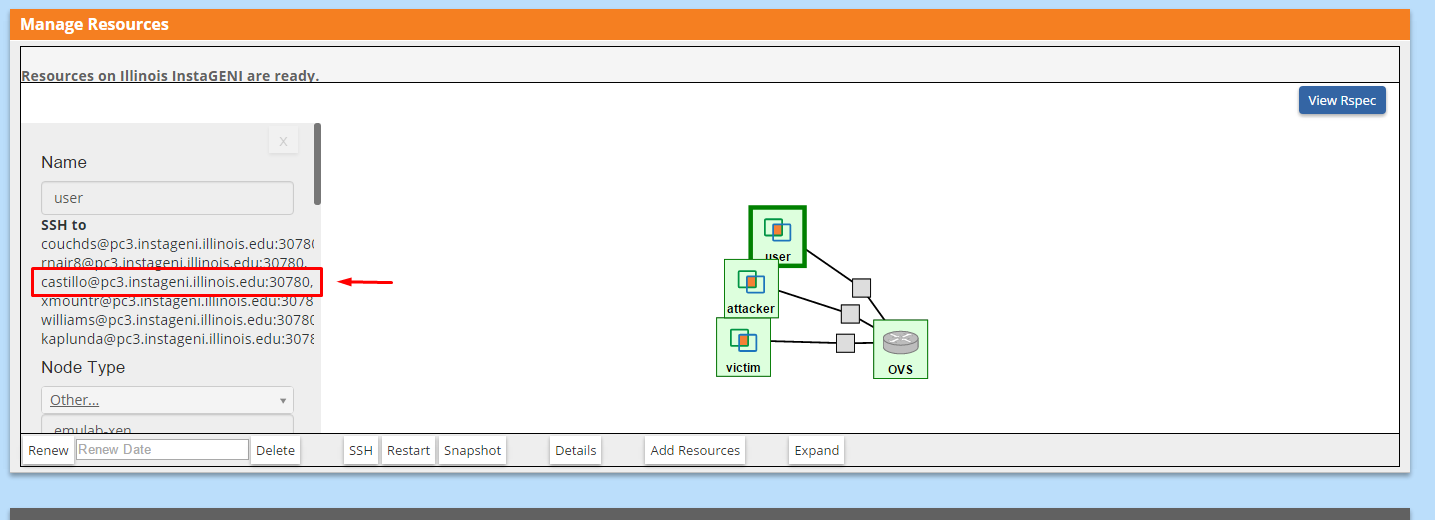 Manage Resources
Resources on Illinois InstaGENI are ready.
View Rspec
x
Name
user
SSH to
couchds@pc3.instageni.illinois.edu:30780
rnair8@pc3.instageni.illinois.edu:30780,
castillo@pc3.instageni.illinois.edu:30780,
xmountr@pc3.instageni.illinois.edu:3078
williams@pc3.instageni.illinois.edu:30780
kaplunda@pc3.instageni.illinois.edu:3078
Node Type
Other...
emulab-xen
user
attacker
victim
OVS
Renew Renew Date Delete SSH Restart Snapshot Details Add Resources Expand